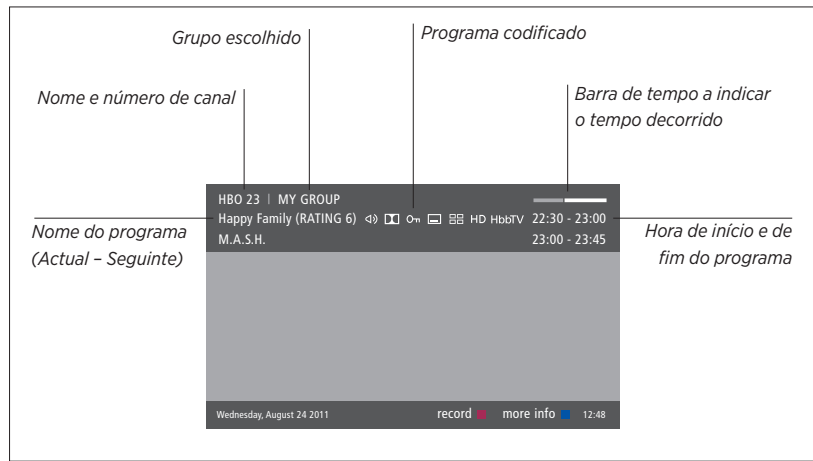 Grupo escolhido
Programa codificado
Nome e número de canal
Barra de tempo a indicar
o tempo decorrido
HBO 23 | MY GROUP
Happy Family (RATING 6) HD HbbTV 22:30 - 23:00
M.A.S.H. 23:00 - 23:45
Nome do programa
(Actual – Seguinte)
Hora de início e de
fim do programa
Wednesday, August 24 2011 record more info 12:48